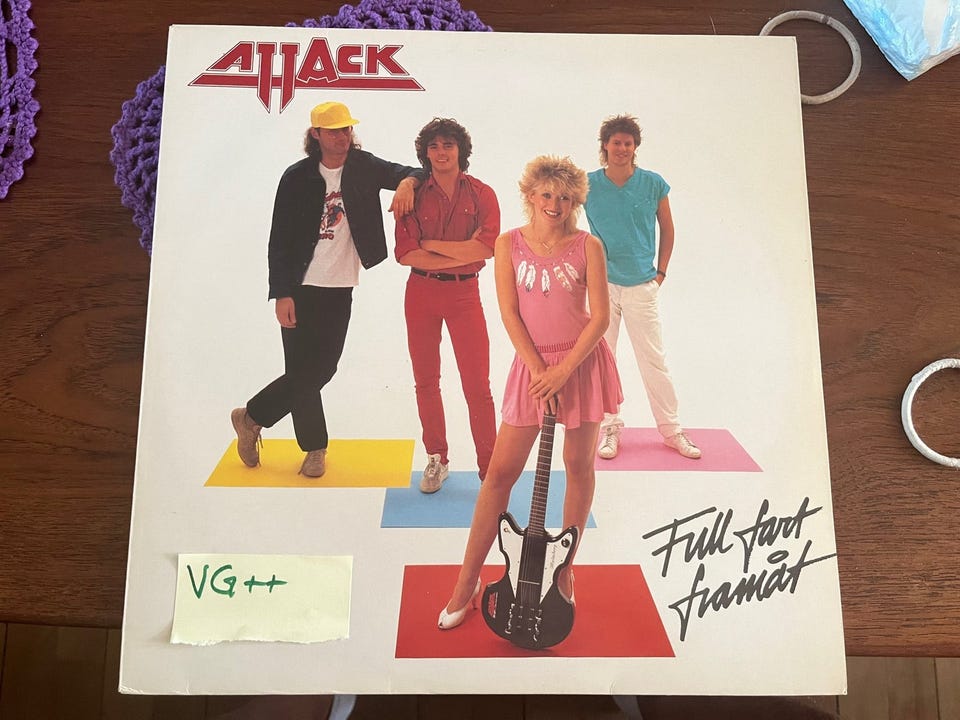 ATTACK
Full fart
framåt
VG++